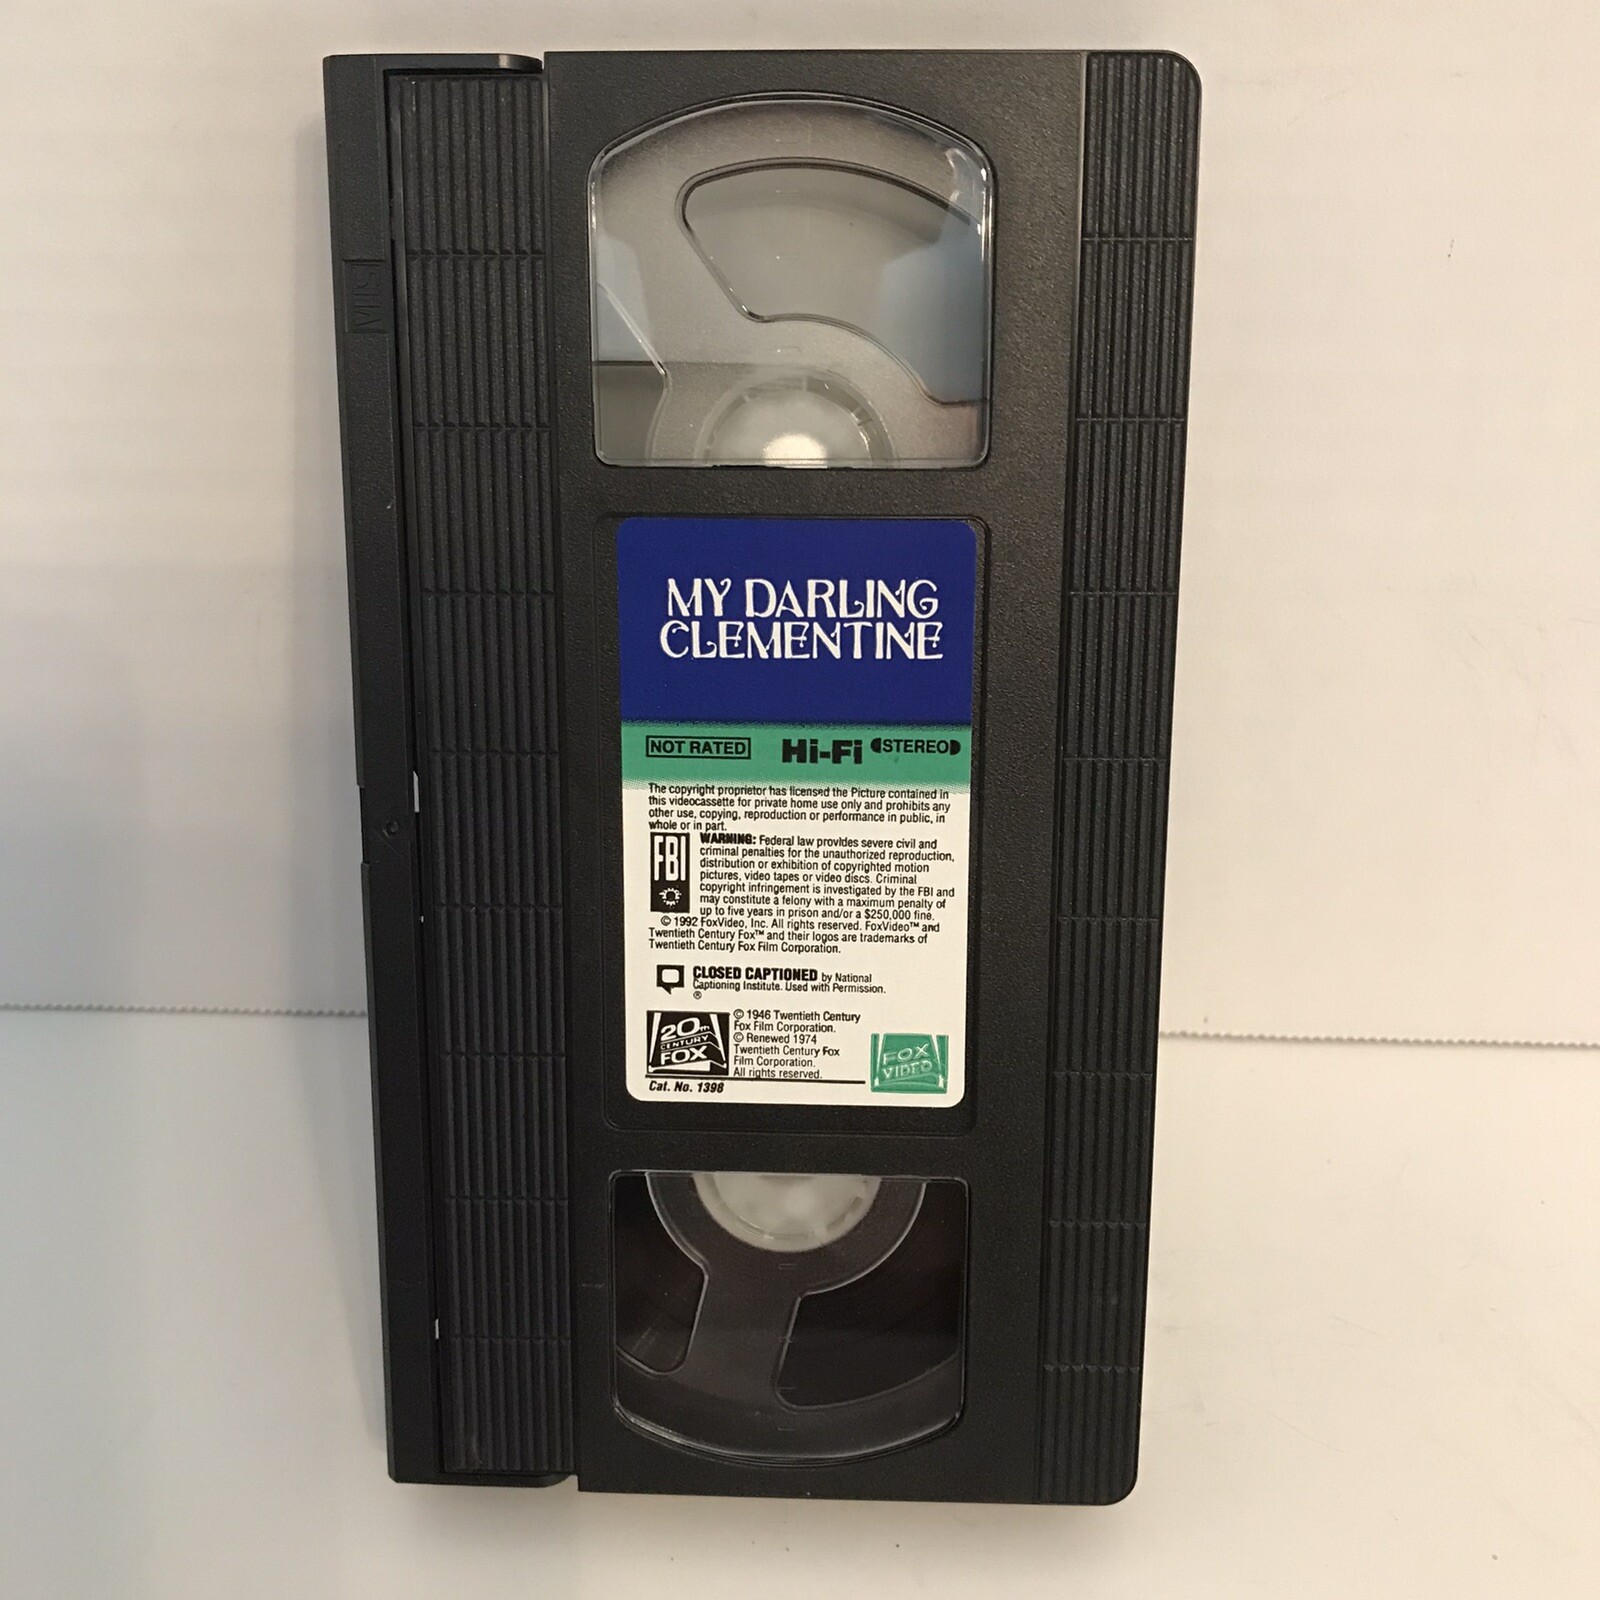 VHS
MY DARLING
CLEMENTINE
NOT RATED Hi-Fi STEREO
The copyright proprietor has licensed the Picture contained in
this videocassette for private home use only and prohibits any
other use, copying, reproduction or performance in public, in
whole or in part.
FBI
WARNING: Federal law provides severe civil and
criminal penalties for the unauthorized reproduction,
distribution or exhibition of copyrighted motion
pictures, video tapes or video discs. Criminal
copyright infringement is investigated by the FBI and
may constitute a felony with a maximum penalty of
up to five years in prison and/or a $250,000 fine.
© 1992 FoxVideo, Inc. All rights reserved. FoxVideo™ and
Twentieth Century Fox™ and their logos are trademarks of
Twentieth Century Fox Film Corporation.
CLOSED CAPTIONED by National
Captioning Institute. Used with Permission.
®
20TH
CENTURY
FOX
© 1946 Twentieth Century
Fox Film Corporation.
© Renewed 1974
Twentieth Century Fox
Film Corporation.
All rights reserved.
FOX
VIDEO
Cat. No. 1398